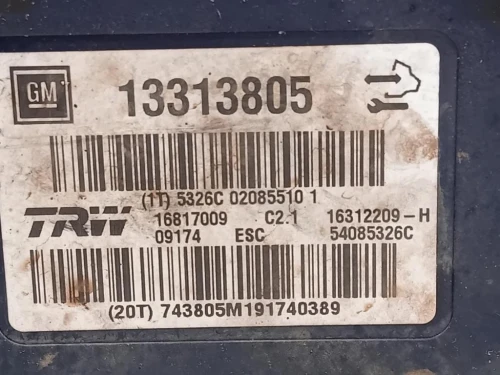 GM 13313805
(1T) 5326C 02085510 1
TRW 16817009 C2.1 16312209-H
09174 ESC 54085326C
(20T) 743805M191740389